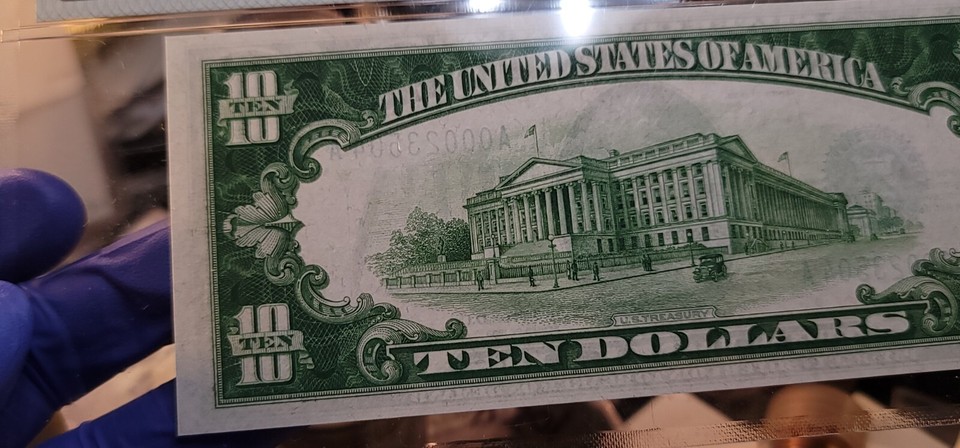 THE UNITED STATES OF AMERICA
10
TEN
10
U.S. TREASURY
10
TEN
10
TEN DOLLARS